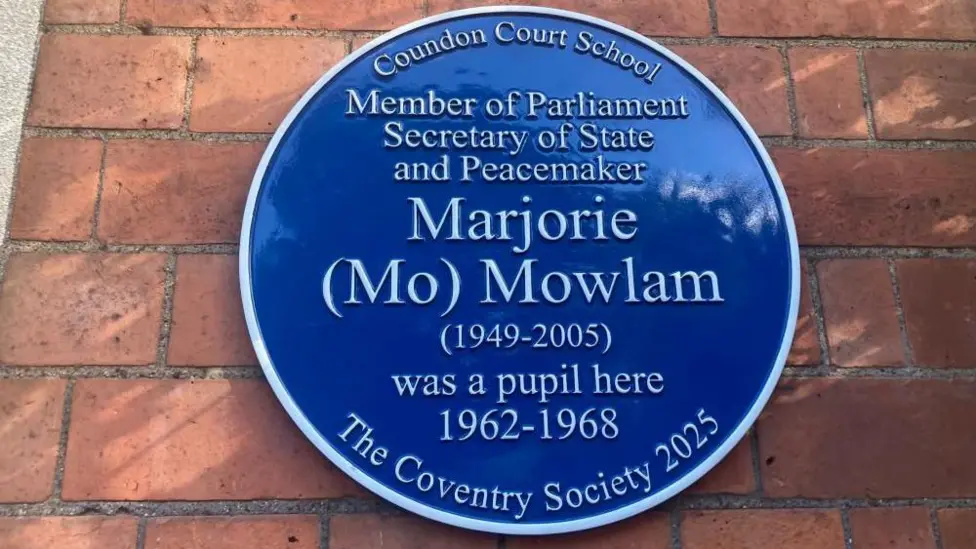 Coundon Court School
Member of Parliament
Secretary of State
and Peacemaker
Marjorie
(Mo) Mowlam
(1949-2005)
was a pupil here
1962-1968
The Coventry Society 2025